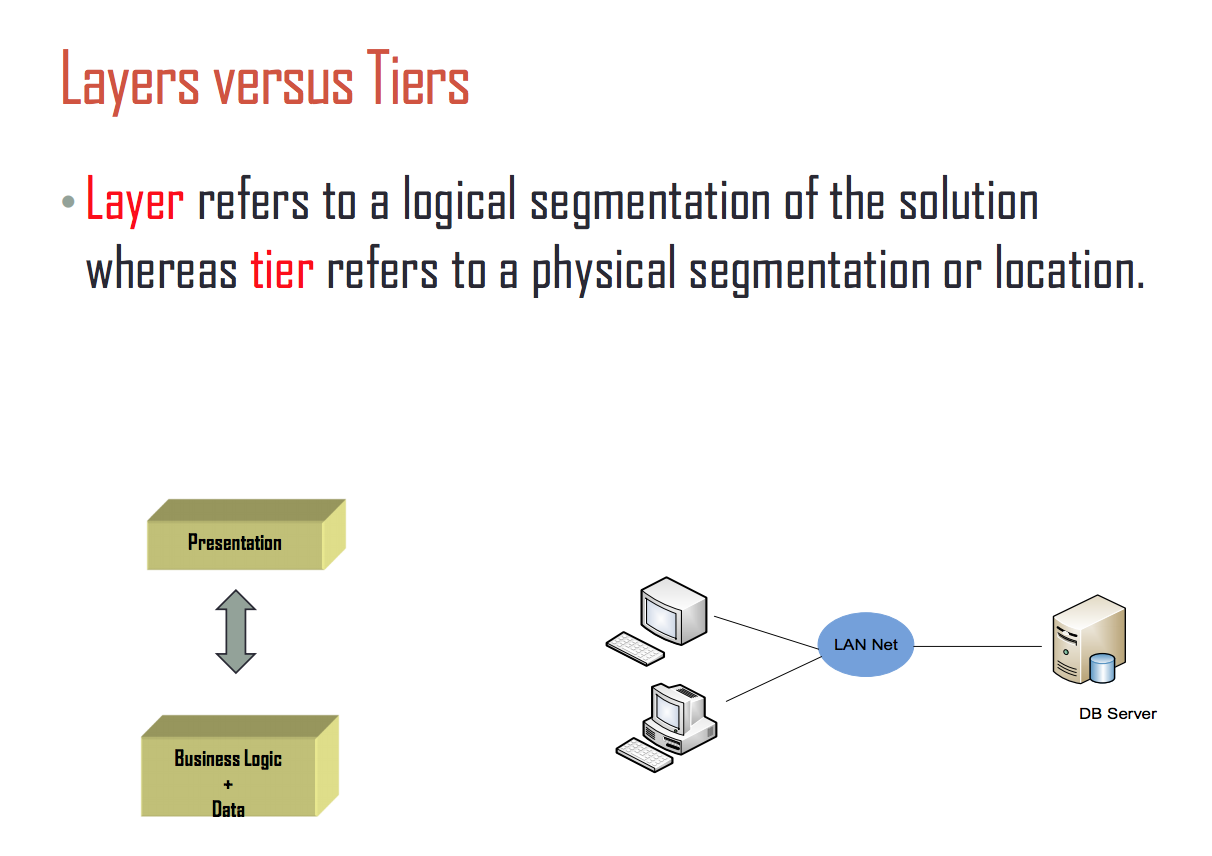 Layers versus Tiers
• Layer refers to a logical segmentation of the solution
whereas tier refers to a physical segmentation or location.
Presentation
Business Logic
+
Data
LAN Net
DB Server